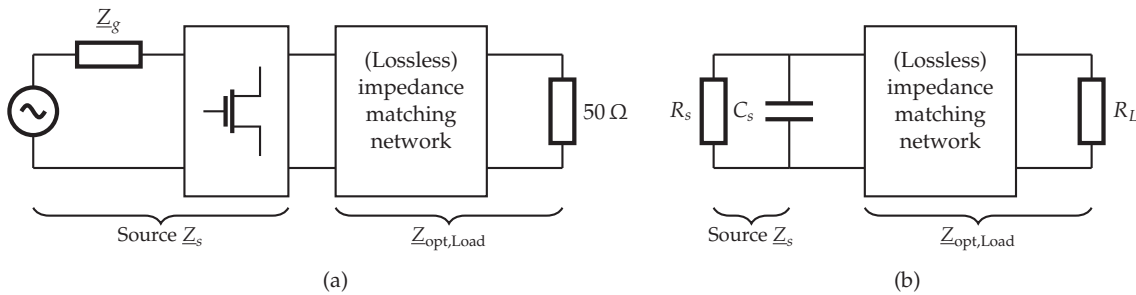 Z_g
(Lossless)
impedance
matching
network
50 Ω
Source Z_s
Z_opt,Load
(a)
R_s
C_s
(Lossless)
impedance
matching
network
R_L
Source Z_s
Z_opt,Load
(b)